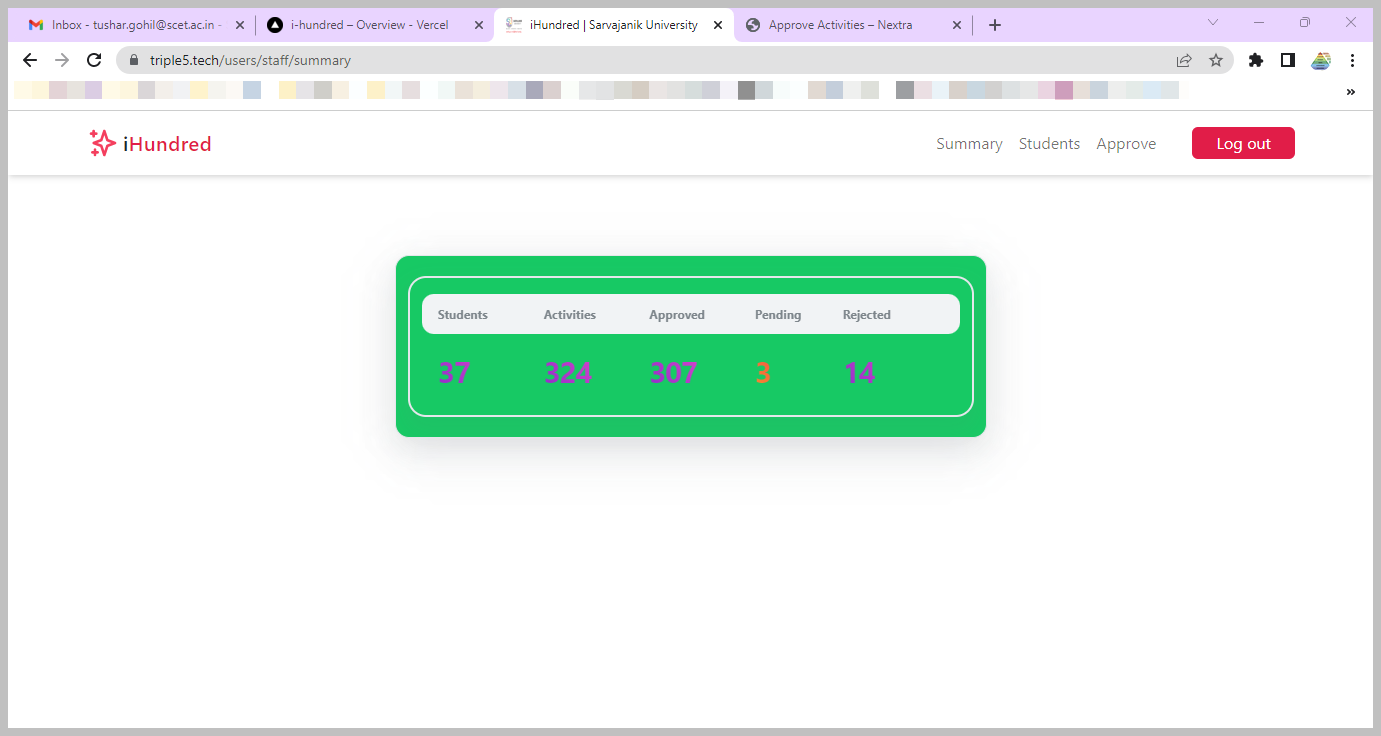 Inbox - tushar.gohil@scet.ac.in -
i-hundred – Overview - Vercel
iHundred | Sarvajanik University
Approve Activities – Nextra
triple5.tech/users/staff/summary
iHundred
Summary Students Approve Log out
Students Activities Approved Pending Rejected
37 324 307 3 14